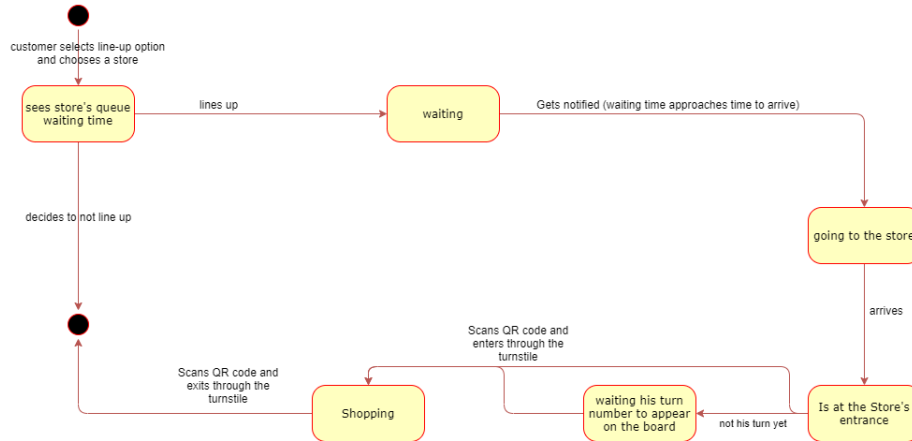 customer selects line-up option
and chooses a store
sees store's queue
waiting time
lines up
waiting
Gets notified (waiting time approaches time to arrive)
decides to not line up
going to the store
arrives
Scans QR code and
enters through the
turnstile
Scans QR code and
exits through the
turnstile
Shopping
waiting his turn
number to appear
on the board
not his turn yet
Is at the Store's
entrance